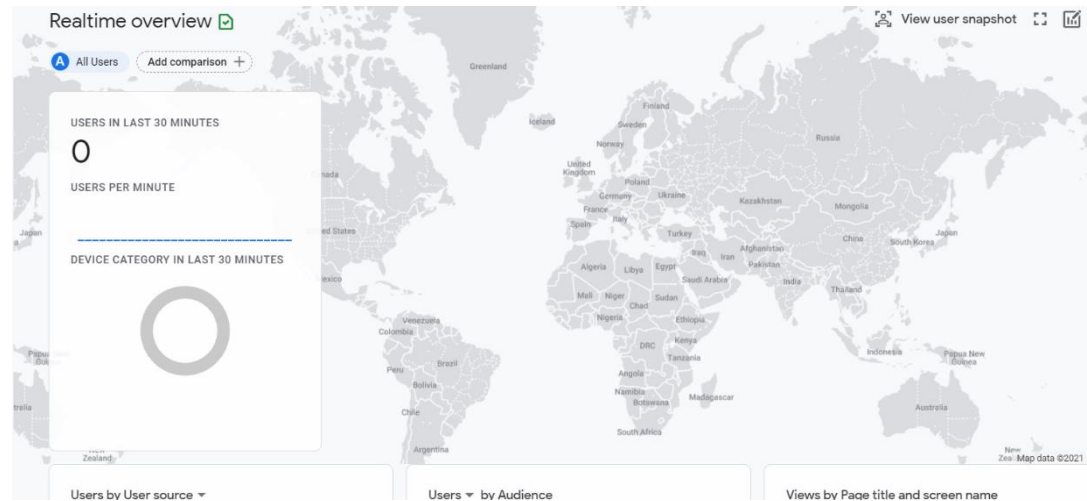 Realtime overview
View user snapshot
A All Users
Add comparison +
USERS IN LAST 30 MINUTES
0
USERS PER MINUTE
DEVICE CATEGORY IN LAST 30 MINUTES
Greenland
Iceland
Finland
Sweden
Norway
Russia
United
Kingdom
Poland
Germany
Ukraine
France
Kazakhstan
Mongolia
Spain
Italy
Turkey
Japan
China
South Korea
Japan
Iraq
Iran
Afghanistan
Pakistan
Algeria
Libya
Egypt
Saudi Arabia
India
Thailand
Mali
Niger
Chad
Sudan
Nigeria
Ethiopia
Venezuela
Colombia
DRC
Kenya
Tanzania
Indonesia
Papua New
Guinea
Peru
Brazil
Bolivia
Angola
Namibia
Botswana
Madagascar
Australia
Chile
South Africa
Argentina
New
Zealand
New
Map data ©2021
Users by User source
Users by Audience
Views by Page title and screen name